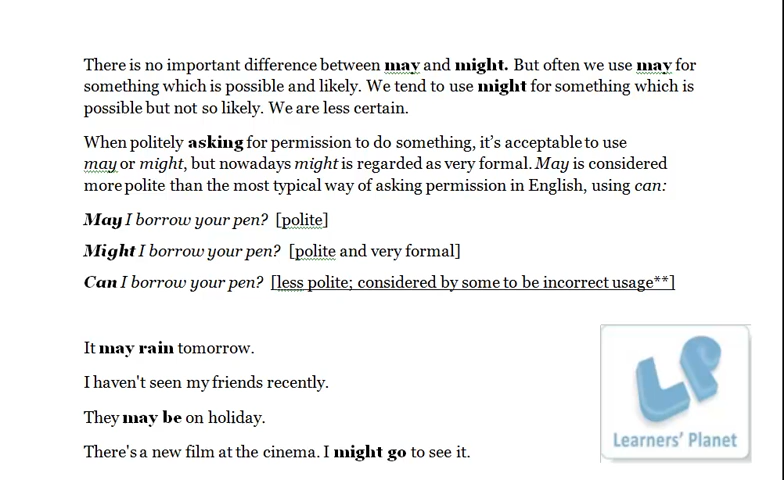 There is no important difference between may and might. But often we use may for
something which is possible and likely. We tend to use might for something which is
possible but not so likely. We are less certain.
When politely asking for permission to do something, it's acceptable to use
may or might, but nowadays might is regarded as very formal. May is considered
more polite than the most typical way of asking permission in English, using can:
May I borrow your pen? [polite]
Might I borrow your pen? [polite and very formal]
Can I borrow your pen? [less polite; considered by some to be incorrect usage**]
It may rain tomorrow.
I haven't seen my friends recently.
They may be on holiday.
There's a new film at the cinema. I might go to see it.
LP
Learners' Planet